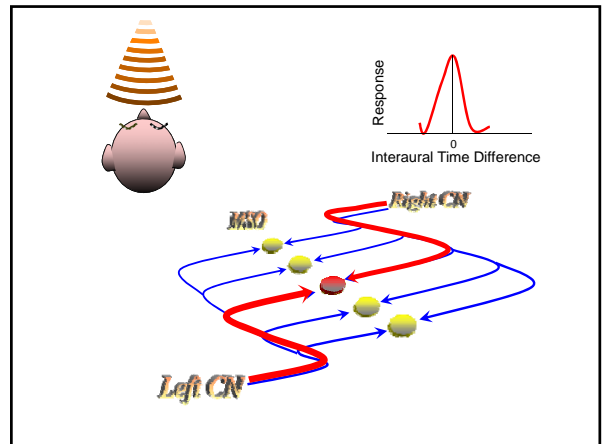 Response
0
Interaural Time Difference
Right CN
MSO
Left CN